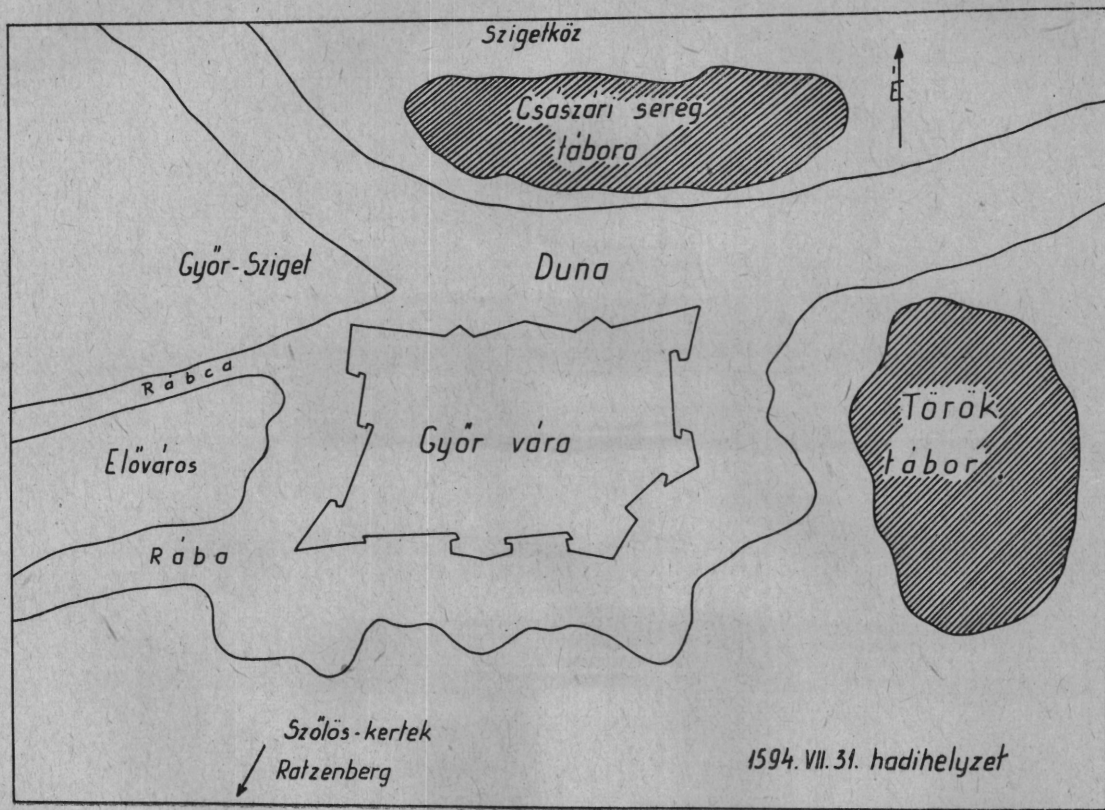 Szigetköz
É
Császári sereg
tábora
Győr-Sziget
Duna
Rábca
Török
tábor
Győr vára
Előváros
Rába
Szőlős-kertek
Ratzenberg
1594. VII. 31. hadihelyzet